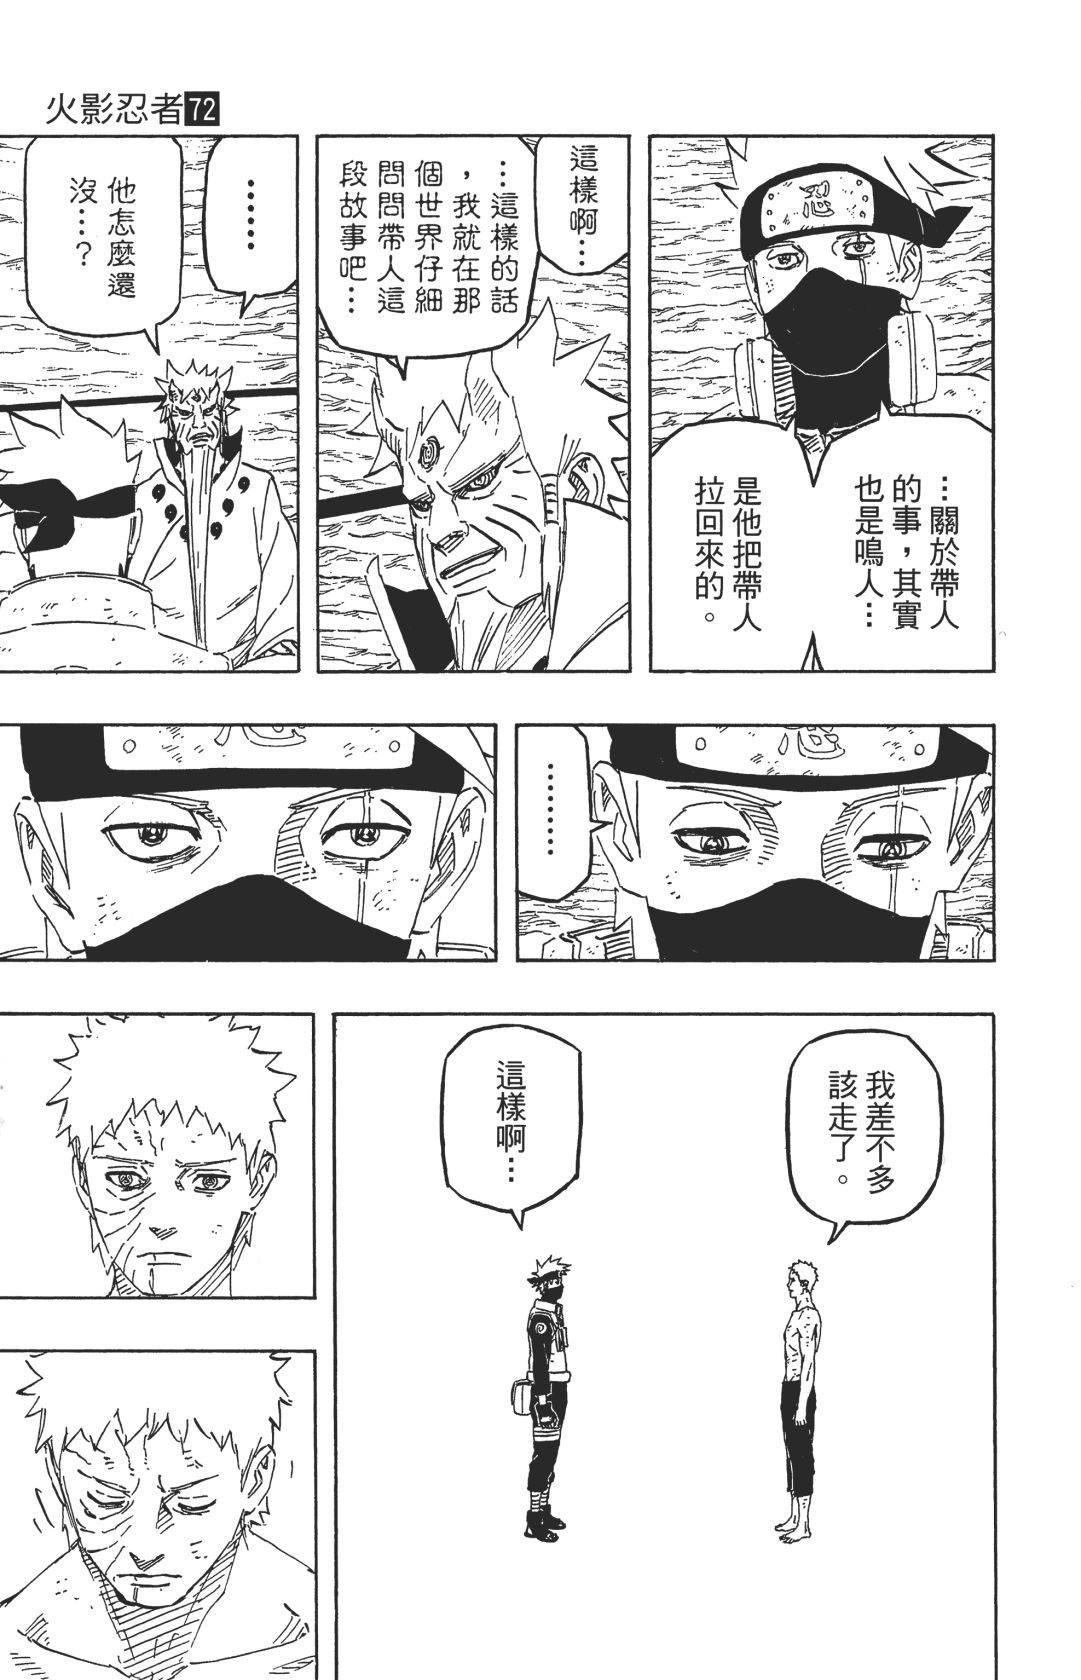 火影忍者72
…關於帶人
的事，其實
也是鳴人…
是他把帶人
拉回來的。
這樣啊…
…這樣的話
，我就在那
個世界仔細
問問帶人這
段故事吧…
……
他怎麼還
沒…？
………
我差不多
該走了。
這樣啊…